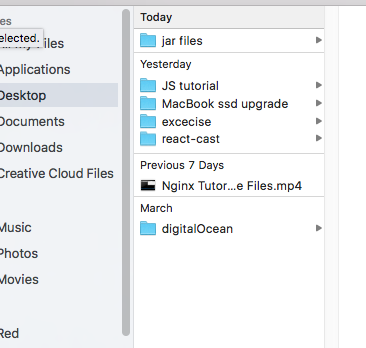 es
elected.
My Files
Applications
Desktop
Documents
Downloads
Creative Cloud Files
Music
Photos
Movies
Red
Today
jar files
Yesterday
JS tutorial
MacBook ssd upgrade
excecise
react-cast
Previous 7 Days
Nginx Tutor...e Files.mp4
March
digitalOcean